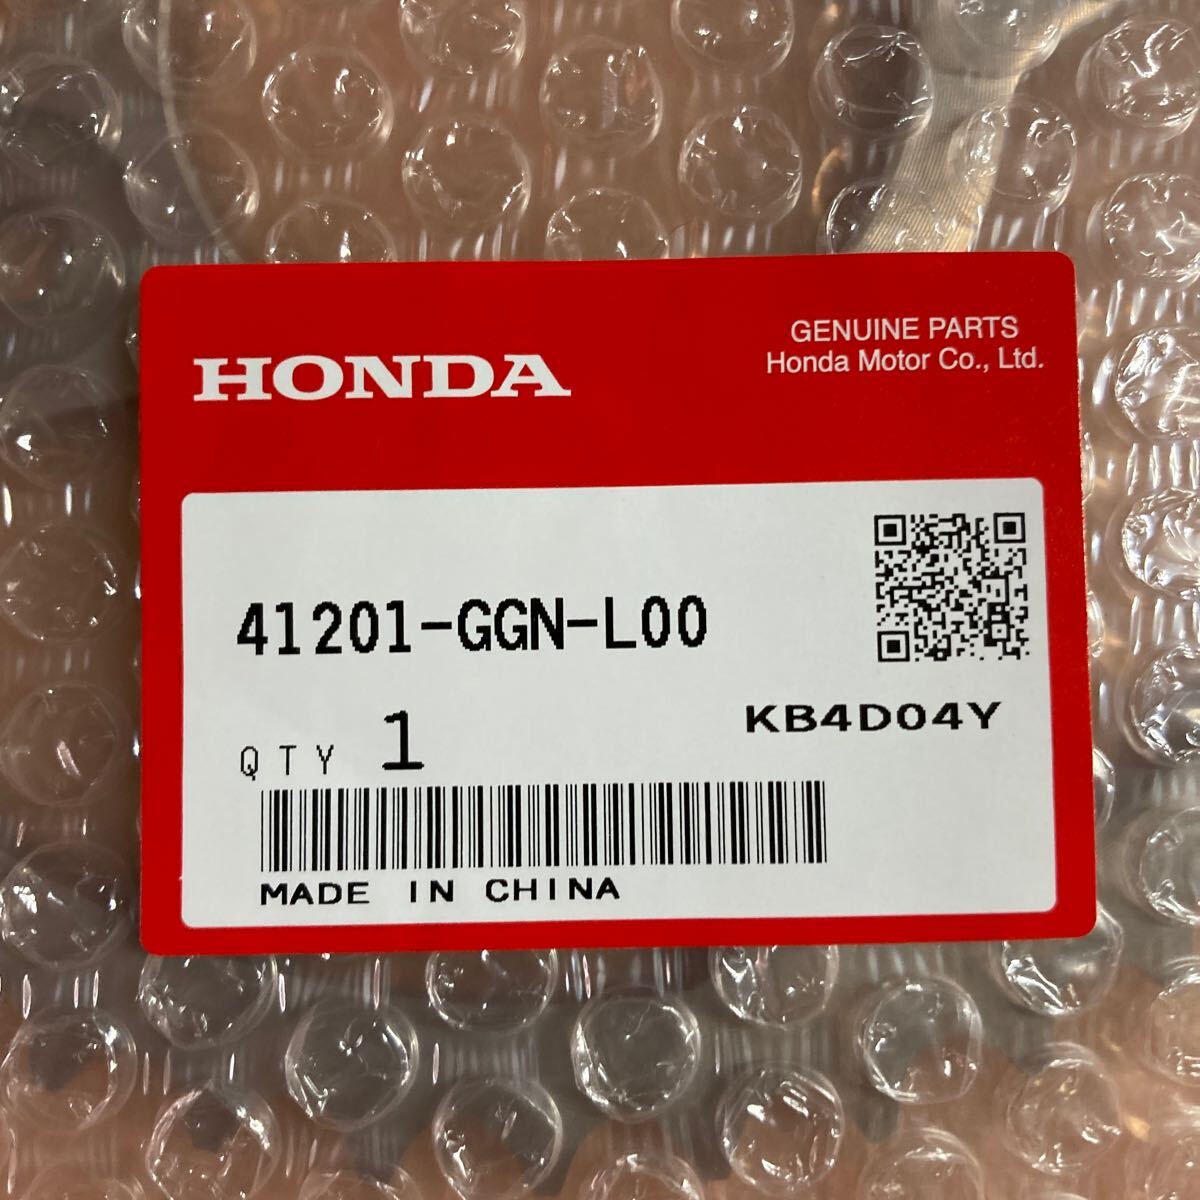 HONDA
GENUINE PARTS
Honda Motor Co., Ltd.
41201-GGN-L00
KB4D04Y
QTY 1
MADE IN CHINA